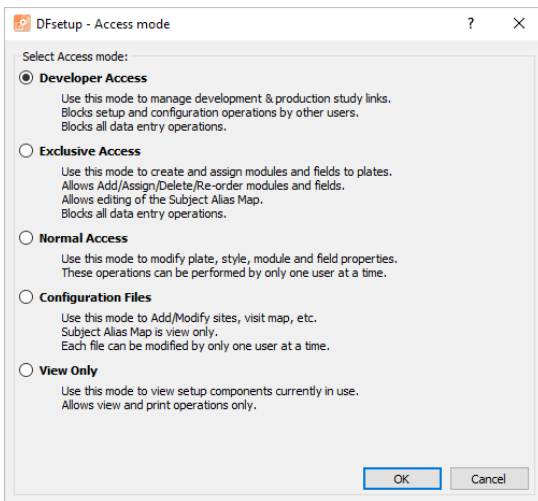 DFsetup - Access mode
?
Select Access mode:
Developer Access
Use this mode to manage development & production study links.
Blocks setup and configuration operations by other users.
Blocks all data entry operations.
Exclusive Access
Use this mode to create and assign modules and fields to plates.
Allows Add/Assign/Delete/Re-order modules and fields.
Allows editing of the Subject Alias Map.
Blocks all data entry operations.
Normal Access
Use this mode to modify plate, style, module and field properties.
These operations can be performed by only one user at a time.
Configuration Files
Use this mode to Add/Modify sites, visit map, etc.
Subject Alias Map is view only.
Each file can be modified by only one user at a time.
View Only
Use this mode to view setup components currently in use.
Allows view and print operations only.
OK Cancel